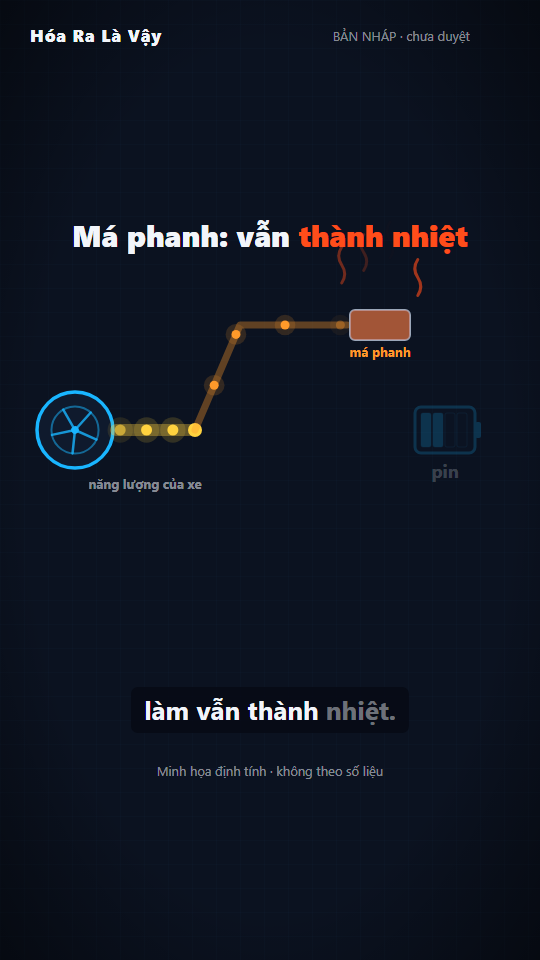 Hóa Ra Là Vậy
BẢN NHÁP · chưa duyệt
Má phanh: vẫn thành nhiệt
má phanh
pin
năng lượng của xe
làm vẫn thành nhiệt.
Minh họa định tính · không theo số liệu